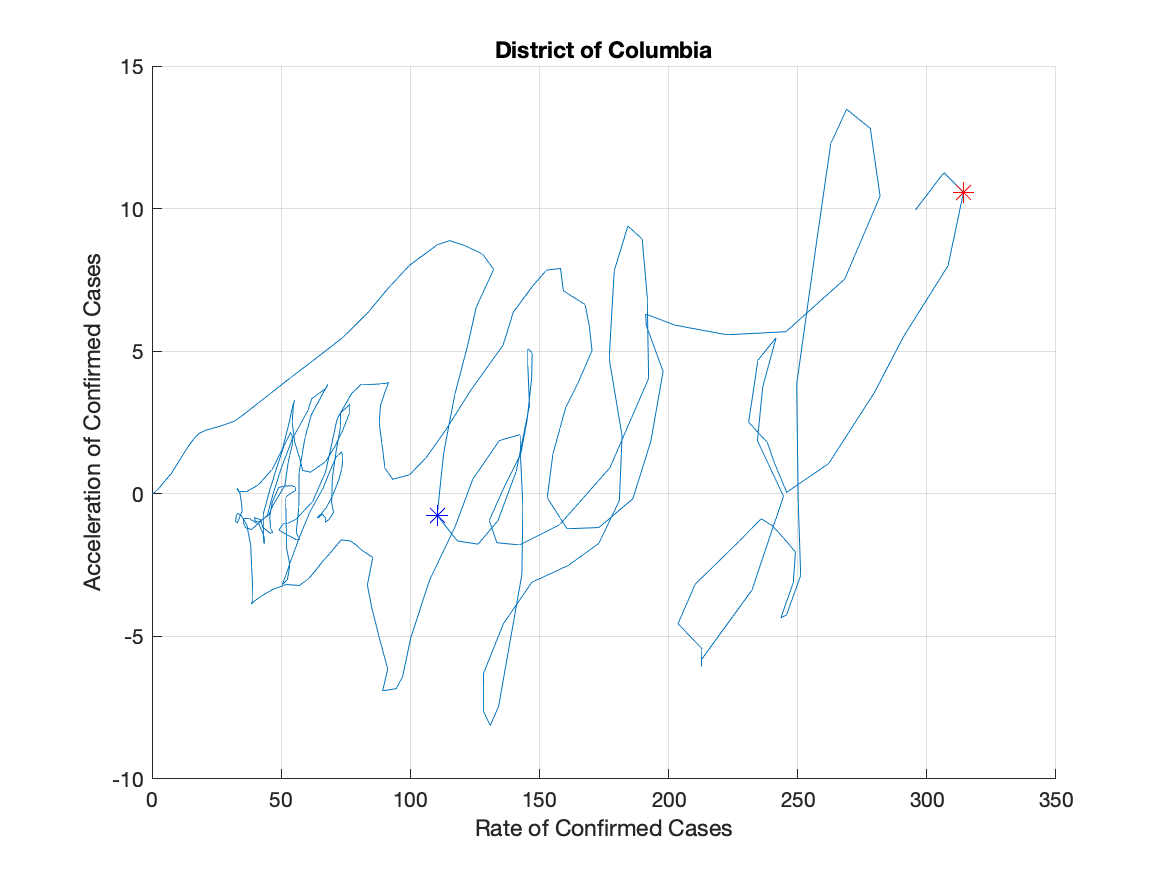 District of Columbia
15
10
5
0
-5
-10
0 50 100 150 200 250 300 350
Acceleration of Confirmed Cases
Rate of Confirmed Cases